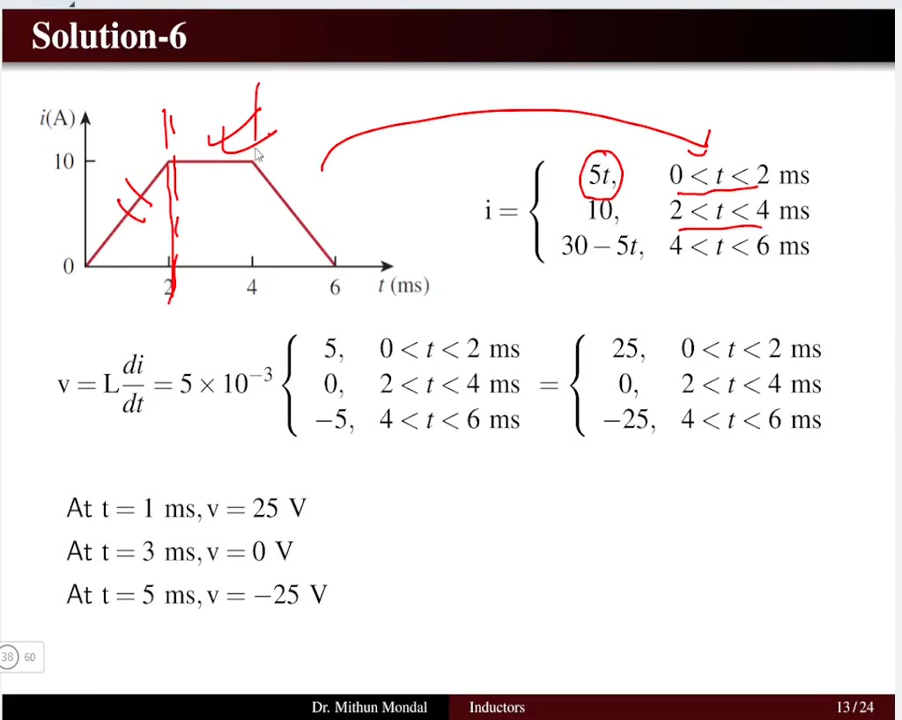 Solution-6
i(A)
10
0
2
4
6
t (ms)
i = { 5t, 0 < t < 2 ms
10, 2 < t < 4 ms
30 − 5t, 4 < t < 6 ms
v = L di/dt = 5 × 10⁻³ { 5, 0 < t < 2 ms = { 25, 0 < t < 2 ms
0, 2 < t < 4 ms 0, 2 < t < 4 ms
−5, 4 < t < 6 ms −25, 4 < t < 6 ms
At t = 1 ms, v = 25 V
At t = 3 ms, v = 0 V
At t = 5 ms, v = −25 V
38 60
Dr. Mithun Mondal Inductors 13 / 24